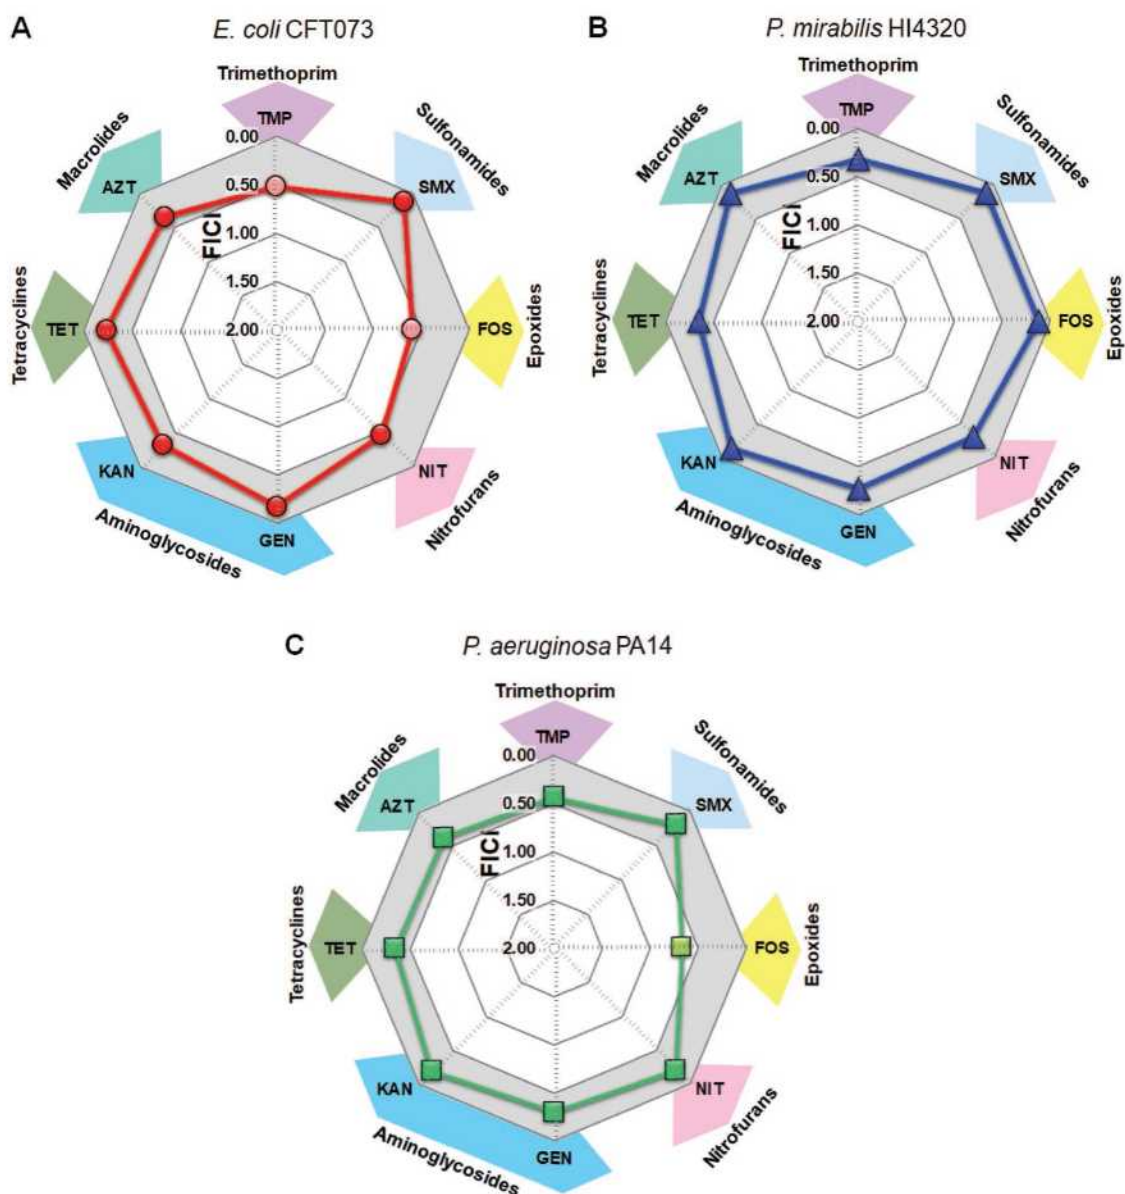 A
E. coli CFT073
Trimethoprim
TMP
Macrolides
AZT
Sulfonamides
SMX
0.00
0.50
1.00
1.50
2.00
FICI
Tetracyclines
TET
FOS
Epoxides
KAN
NIT
Nitrofurans
GEN
Aminoglycosides
B
P. mirabilis HI4320
Trimethoprim
TMP
Macrolides
AZT
Sulfonamides
SMX
0.00
0.50
1.00
1.50
2.00
FICI
Tetracyclines
TET
FOS
Epoxides
KAN
NIT
Nitrofurans
GEN
Aminoglycosides
C
P. aeruginosa PA14
Trimethoprim
TMP
Macrolides
AZT
Sulfonamides
SMX
0.00
0.50
1.00
1.50
2.00
FICI
Tetracyclines
TET
FOS
Epoxides
KAN
NIT
Nitrofurans
GEN
Aminoglycosides